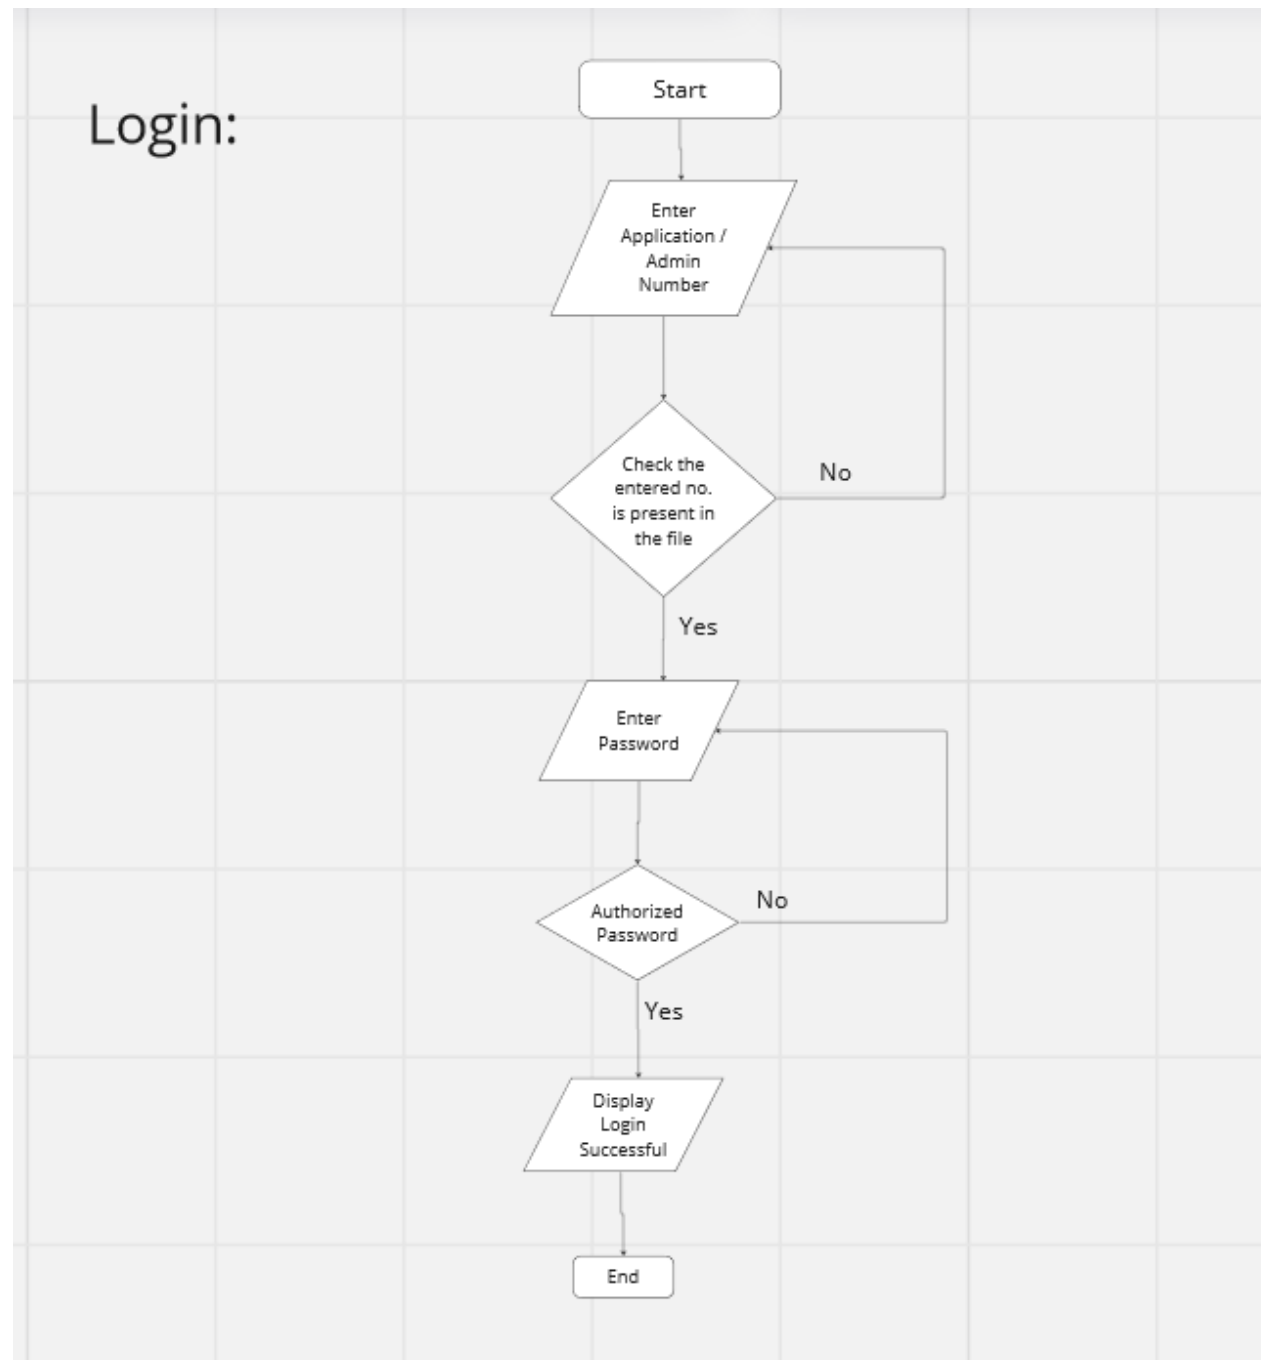 Start
Login:
Enter
Application /
Admin
Number
Check the
entered no.
is present in
the file
No
Yes
Enter
Password
Authorized
Password
No
Yes
Display
Login
Successful
End